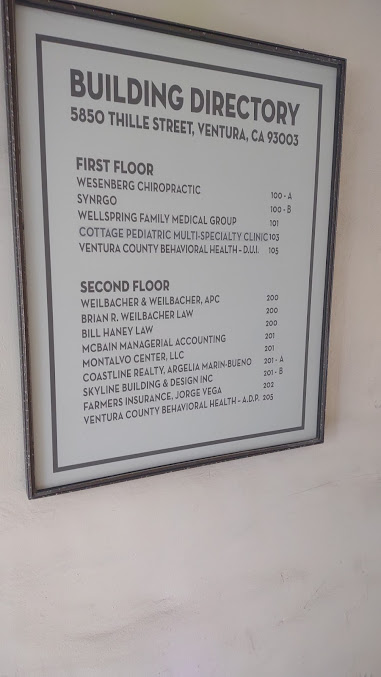 BUILDING DIRECTORY
5850 THILLE STREET, VENTURA, CA 93003
FIRST FLOOR
WESENBERG CHIROPRACTIC 100 - A
SYNRGO 100 - B
WELLSPRING FAMILY MEDICAL GROUP 101
COTTAGE PEDIATRIC MULTI-SPECIALTY CLINIC 103
VENTURA COUNTY BEHAVIORAL HEALTH - D.U.I. 105
SECOND FLOOR
WEILBACHER & WEILBACHER, APC 200
BRIAN R. WEILBACHER LAW 200
BILL HANEY LAW 200
MCBAIN MANAGERIAL ACCOUNTING 201
MONTALVO CENTER, LLC 201
COASTLINE REALTY, ARGELIA MARIN-BUENO 201 - A
SKYLINE BUILDING & DESIGN INC 201 - B
FARMERS INSURANCE, JORGE VEGA 202
VENTURA COUNTY BEHAVIORAL HEALTH - A.D.P. 205